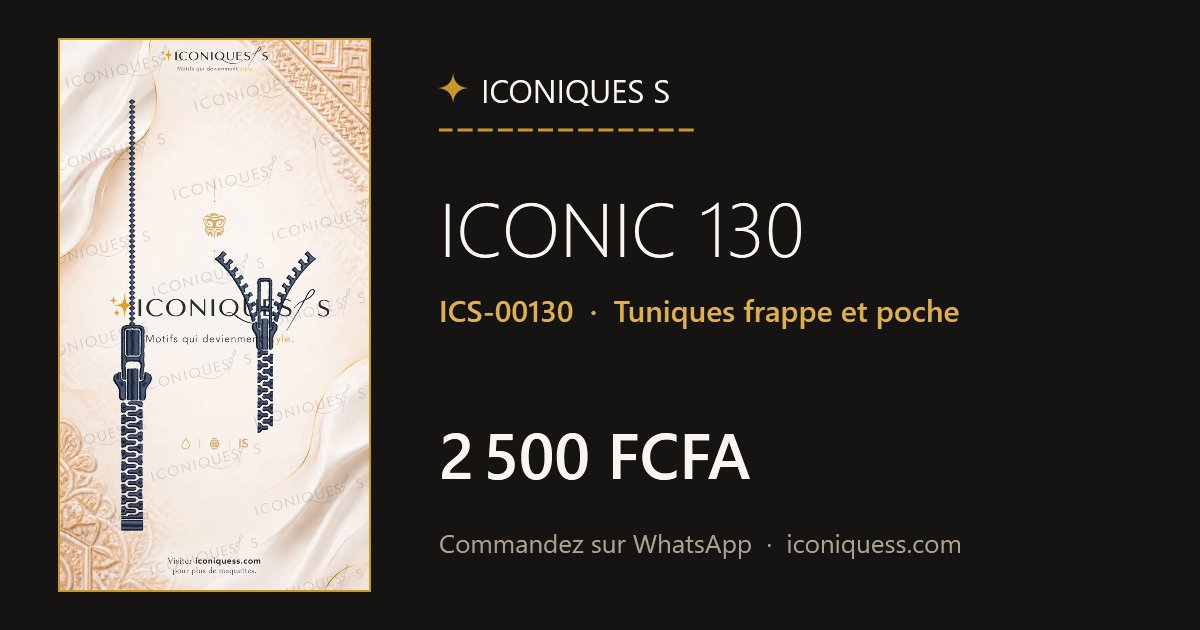 ICONIQUES S
Motifs qui deviennent style.
ICONIQUES S
Motifs qui deviennent style.
IS
Visiter iconiquess.com
pour plus de maquettes.
ICONIQUES S
ICONIC 130
ICS-00130 · Tuniques frappe et poche
2 500 FCFA
Commandez sur WhatsApp · iconiquess.com